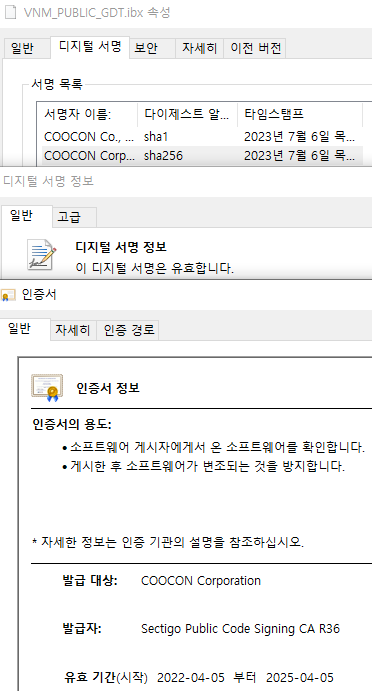 VNM_PUBLIC_GDT.ibx 속성
일반 디지털 서명 보안 자세히 이전 버전
서명 목록
서명자 이름: 다이제스트 알... 타임스탬프
COOCON Co., ... sha1 2023년 7월 6일 목...
COOCON Corp... sha256 2023년 7월 6일 목...
디지털 서명 정보
일반 고급
디지털 서명 정보
이 디지털 서명은 유효합니다.
인증서
일반 자세히 인증 경로
인증서 정보
인증서의 용도:
• 소프트웨어 게시자에게서 온 소프트웨어를 확인합니다.
• 게시한 후 소프트웨어가 변조되는 것을 방지합니다.
* 자세한 정보는 인증 기관의 설명을 참조하십시오.
발급 대상: COOCON Corporation
발급자: Sectigo Public Code Signing CA R36
유효 기간(시작) 2022-04-05 부터 2025-04-05